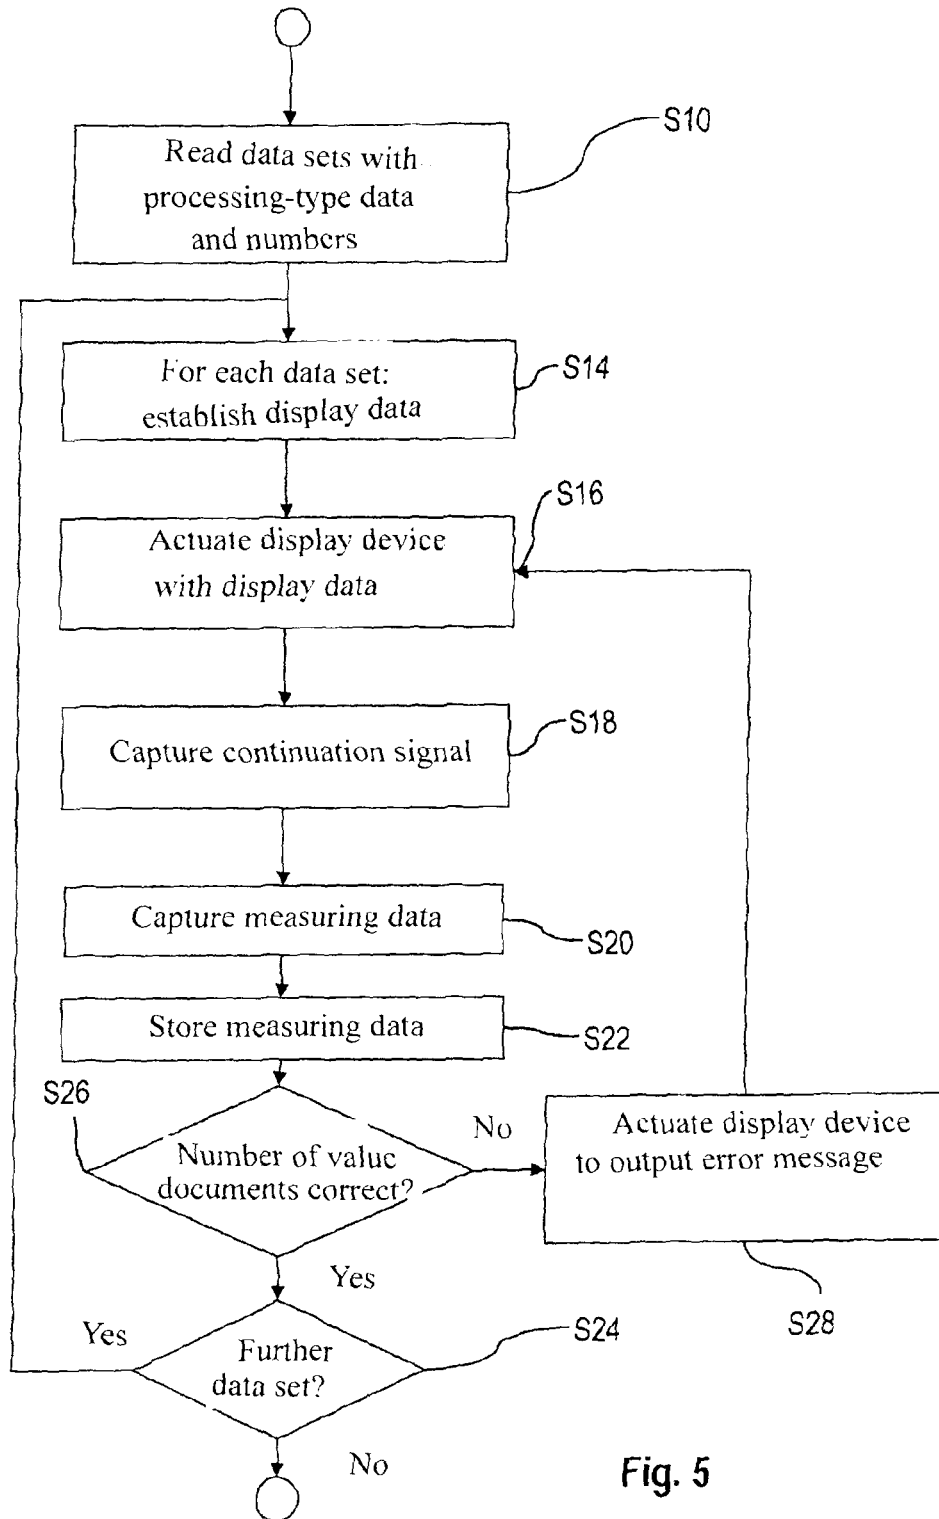 S10
Read data sets with
processing-type data
and numbers
For each data set:
establish display data
S14
S16
Actuate display device
with display data
S18
Capture continuation signal
Capture measuring data
S20
Store measuring data
S22
S26
No
Number of value
documents correct?
Actuate display device
to output error message
Yes
S28
Yes
S24
Further
data set?
No
Fig. 5